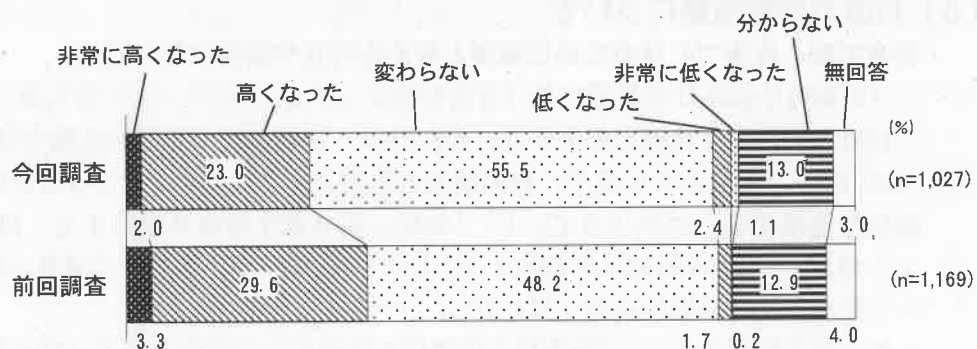 分からない
非常に高くなった 変わらない 非常に低くなった 無回答
高くなった 低くなった
(%)
今回調査 23.0 55.5 13.0 (n=1,027)
2.0 2.4 1.1 3.0
前回調査 29.6 48.2 12.9 (n=1,169)
3.3 1.7 0.2 4.0